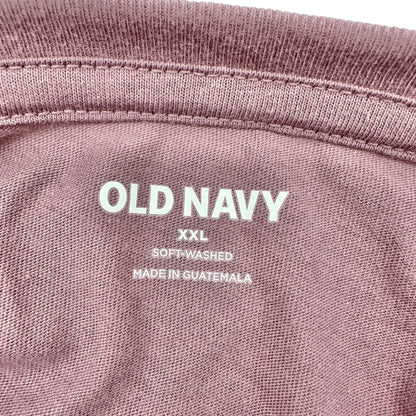 OLD NAVY
XXL
SOFT-WASHED
MADE IN GUATEMALA